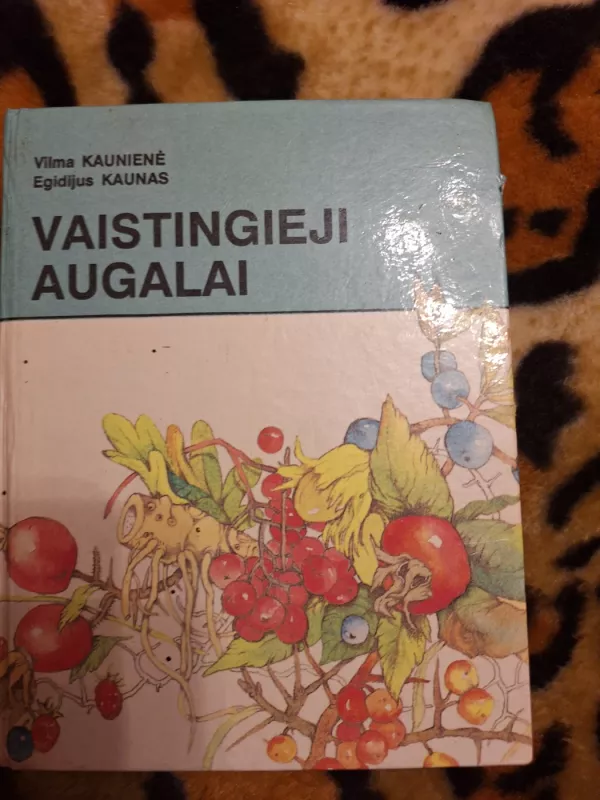 Vilma KAUNIENĖ
Egidijus KAUNAS
VAISTINGIEJI
AUGALAI